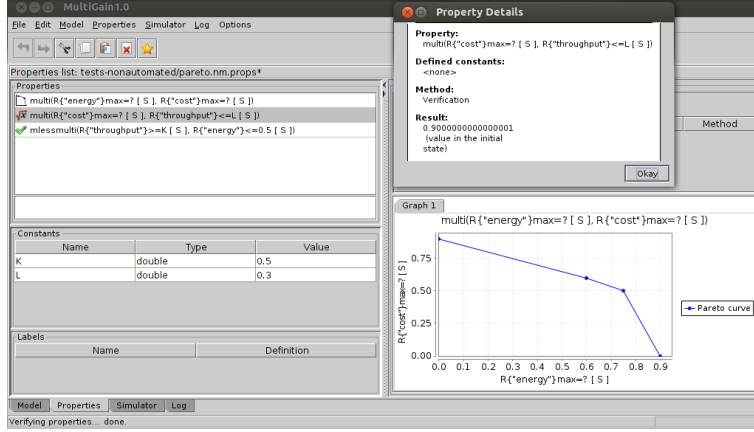 MultiGain1.0
File Edit Model Properties Simulator Log Options
Properties list: tests-nonautomated/pareto.nm.props*
Properties
multi(R{"energy"}max=? [ S ], R{"cost"}max=? [ S ])
multi(R{"cost"}max=? [ S ], R{"throughput"}<=L [ S ])
mlessmulti(R{"throughput"}>=K [ S ], R{"energy"}<=0.5 [ S ])
Constants
Name Type Value
K double 0.5
L double 0.3
Labels
Name Definition
Property Details
Property:
multi(R{"cost"}max=? [ S ], R{"throughput"}<=L [ S ])
Defined constants:
<none>
Method:
Verification
Result:
0.9000000000000001
(value in the initial
state)
Okay
Method
Graph 1
multi(R{"energy"}max=? [ S ], R{"cost"}max=? [ S ])
R{"cost"}max=? [ S ]
0.75
0.50
0.25
0.00
0.0 0.1 0.2 0.3 0.4 0.5 0.6 0.7 0.8 0.9
R{"energy"}max=? [ S ]
Pareto curve
Model Properties Simulator Log
Verifying properties... done.